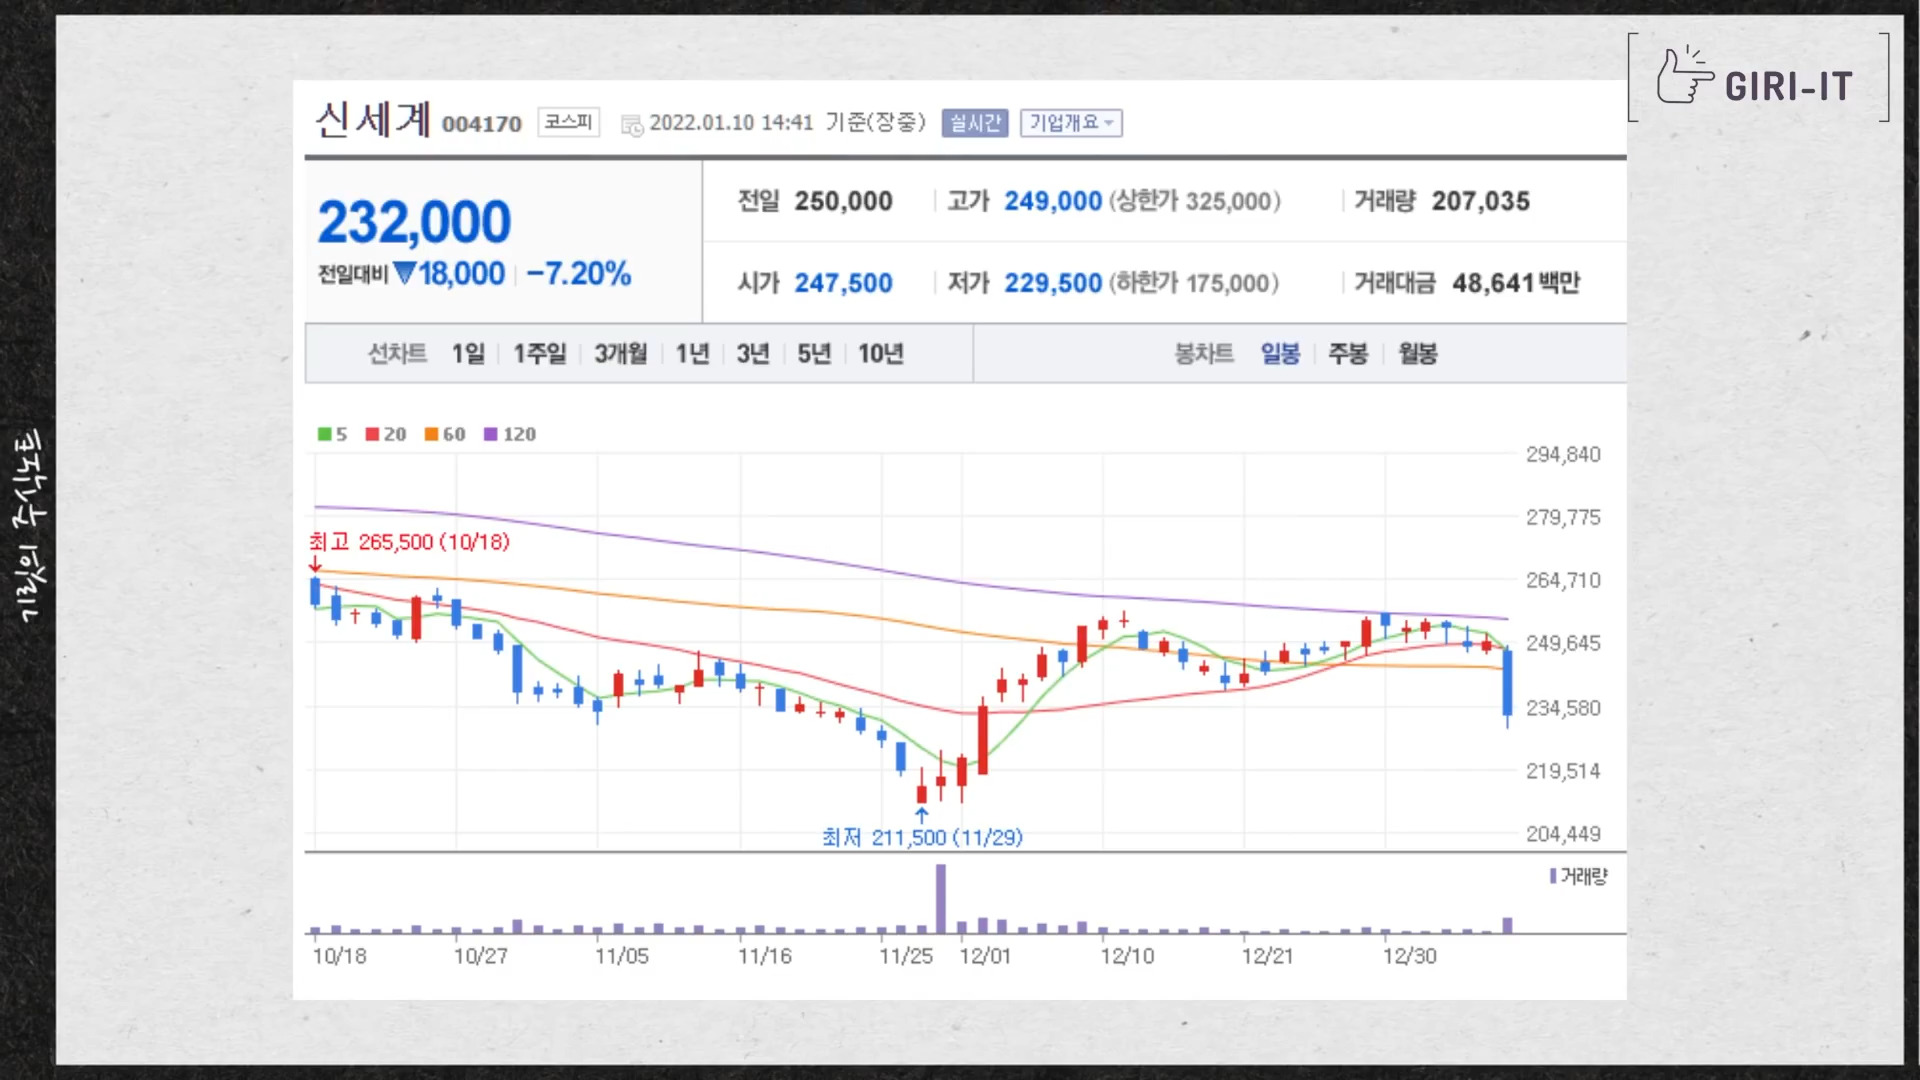 GIRI-IT
신세계 004170 코스피 2022.01.10 14:41 기준(장중) 실시간 기업개요
232,000
전일대비 ▼18,000 -7.20%
전일 250,000 고가 249,000 (상한가 325,000) 거래량 207,035
시가 247,500 저가 229,500 (하한가 175,000) 거래대금 48,641 백만
선차트 1일 1주일 3개월 1년 3년 5년 10년 봉차트 일봉 주봉 월봉
5 20 60 120
294,840
279,775
최고 265,500 (10/18)
264,710
249,645
234,580
219,514
최저 211,500 (11/29)
204,449
거래량
10/18 10/27 11/05 11/16 11/25 12/01 12/10 12/21 12/30
기릿의 주식노트